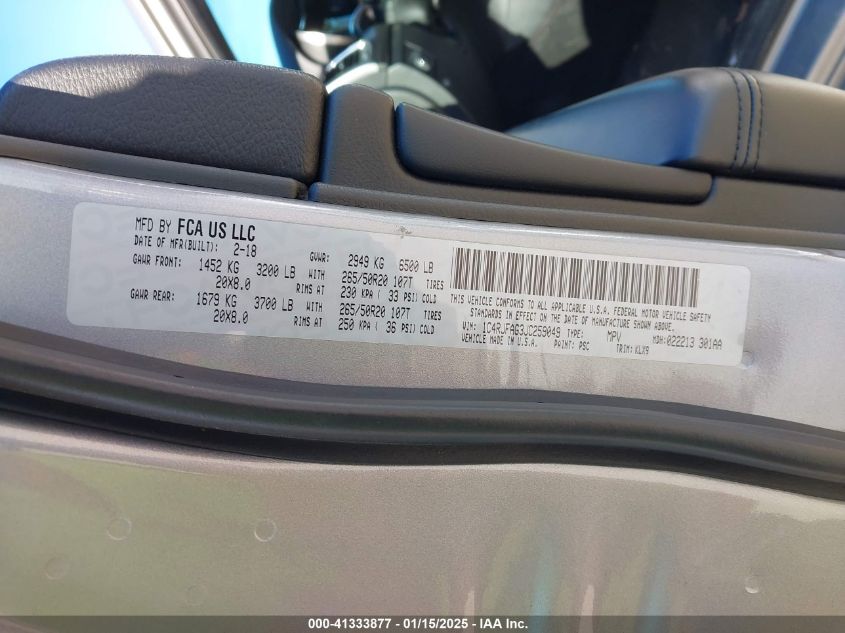 MFD BY FCA US LLC
DATE OF MFR(BUILT): 2-18 GVWR: 2949 KG 6500 LB
GAWR FRONT: 1452 KG 3200 LB WITH 265/50R20 107T TIRES
20X8.0 RIMS AT 230 KPA ( 33 PSI) COLD
GAWR REAR: 1679 KG 3700 LB WITH 265/50R20 107T TIRES
20X8.0 RIMS AT 250 KPA ( 36 PSI) COLD
THIS VEHICLE CONFORMS TO ALL APPLICABLE U.S.A. FEDERAL MOTOR VEHICLE SAFETY
STANDARDS IN EFFECT ON THE DATE OF MANUFACTURE SHOWN ABOVE.
VIN: 1C4RJFAG3JC259049 TYPE: MPV MDH:022213 301AA
VEHICLE MADE IN U.S.A. PAINT: PSC TRIM: KLX9
000-41333877 - 01/15/2025 - IAA Inc.